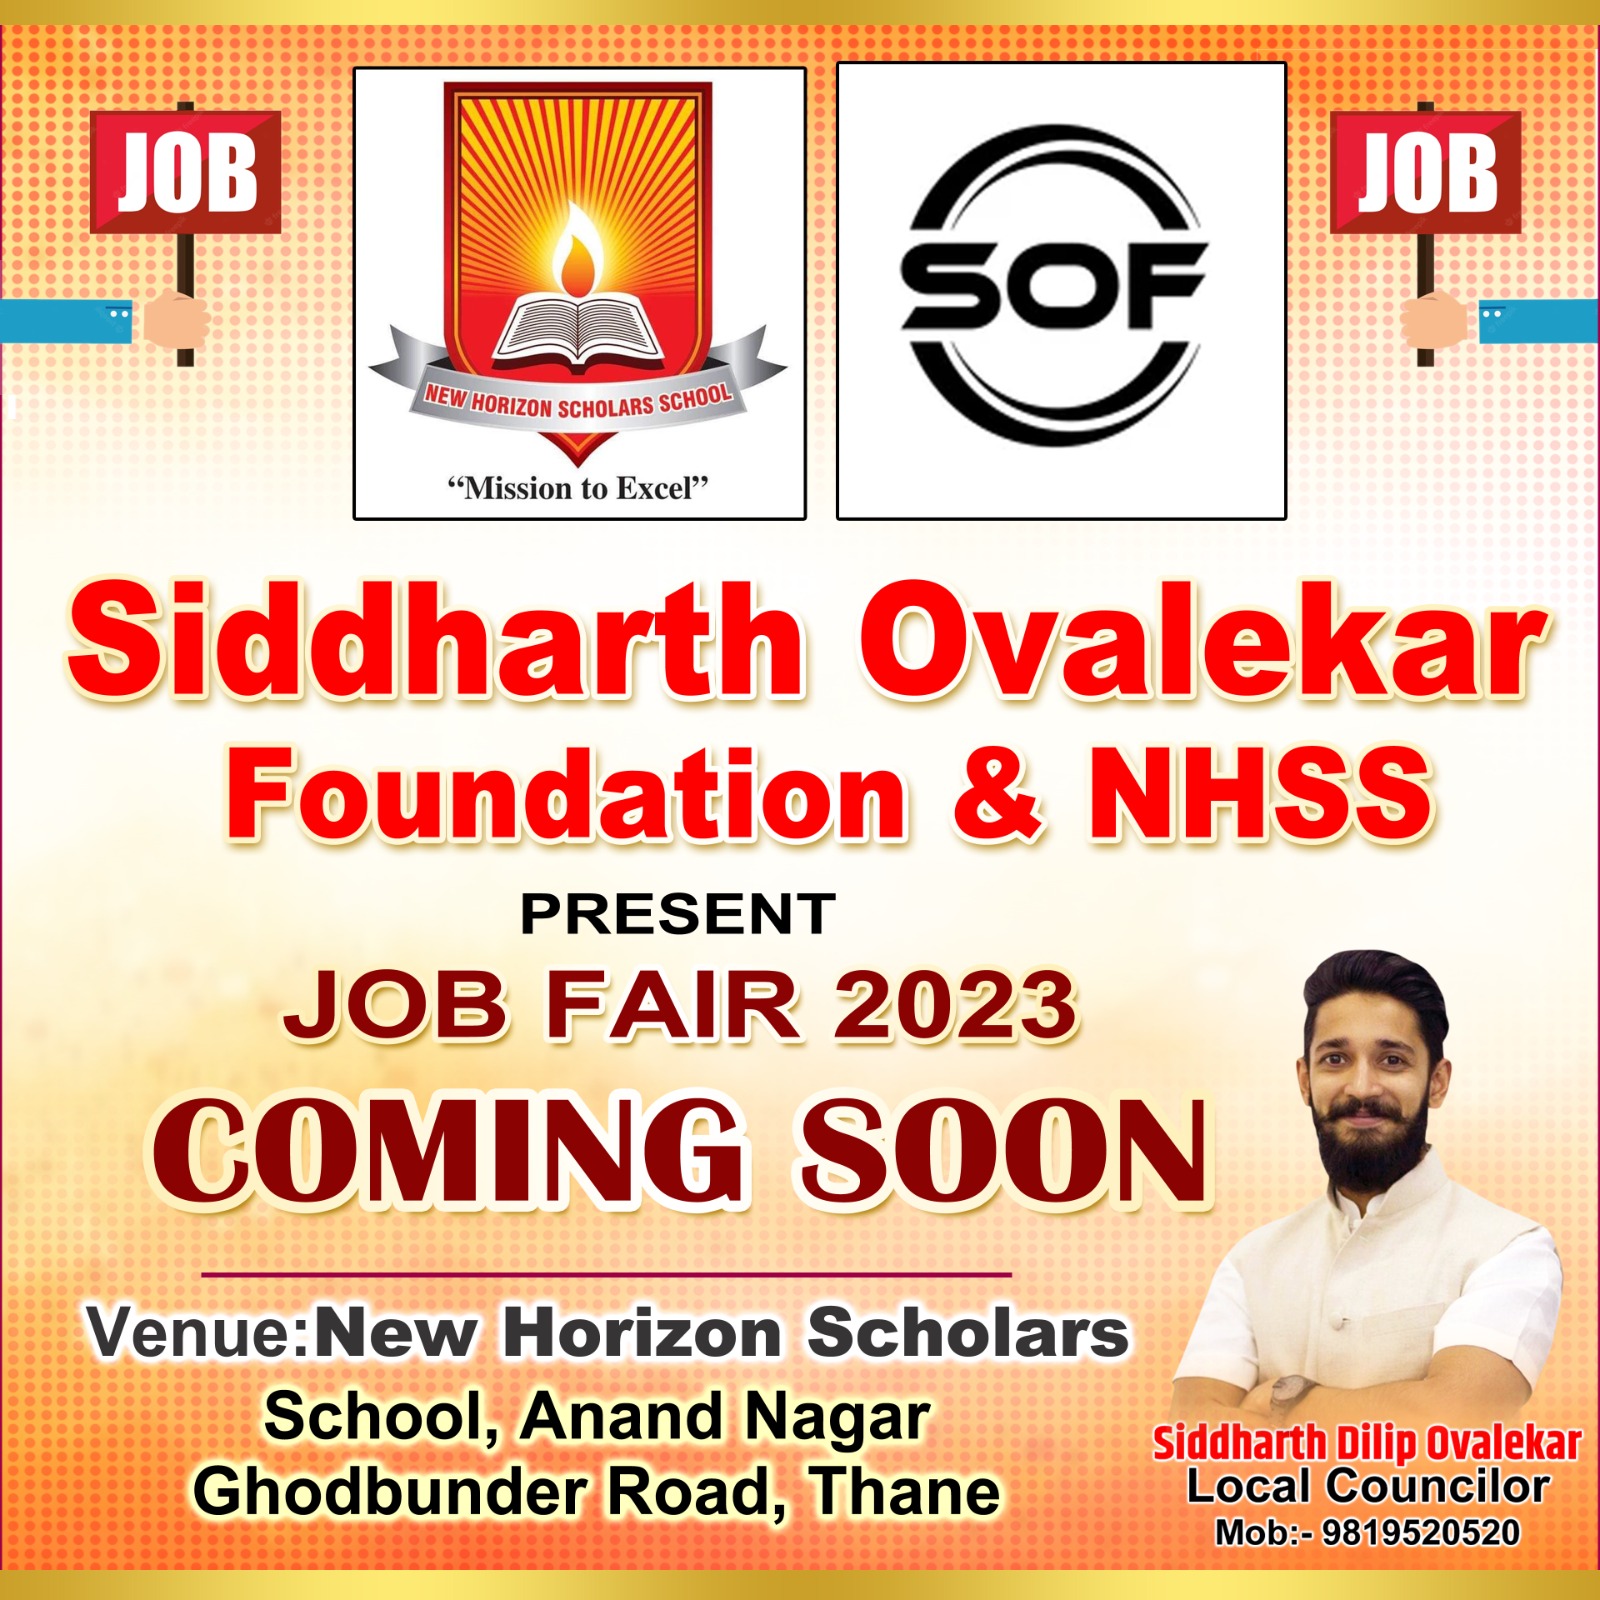 JOB
JOB
NEW HORIZON SCHOLARS SCHOOL
“Mission to Excel”
SOF
Siddharth Ovalekar
Foundation & NHSS
PRESENT
JOB FAIR 2023
COMING SOON
Venue:New Horizon Scholars
School, Anand Nagar
Ghodbunder Road, Thane
Siddharth Dilip Ovalekar
Local Councilor
Mob:- 9819520520